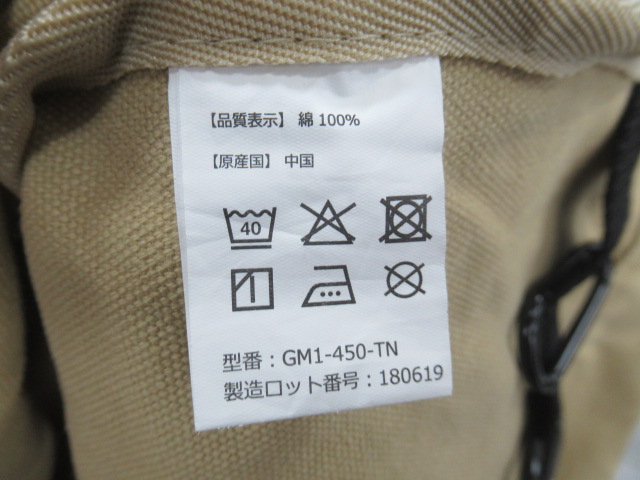 【品質表示】 綿 100%
【原産国】 中国
40
型番：GM1-450-TN
製造ロット番号：180619